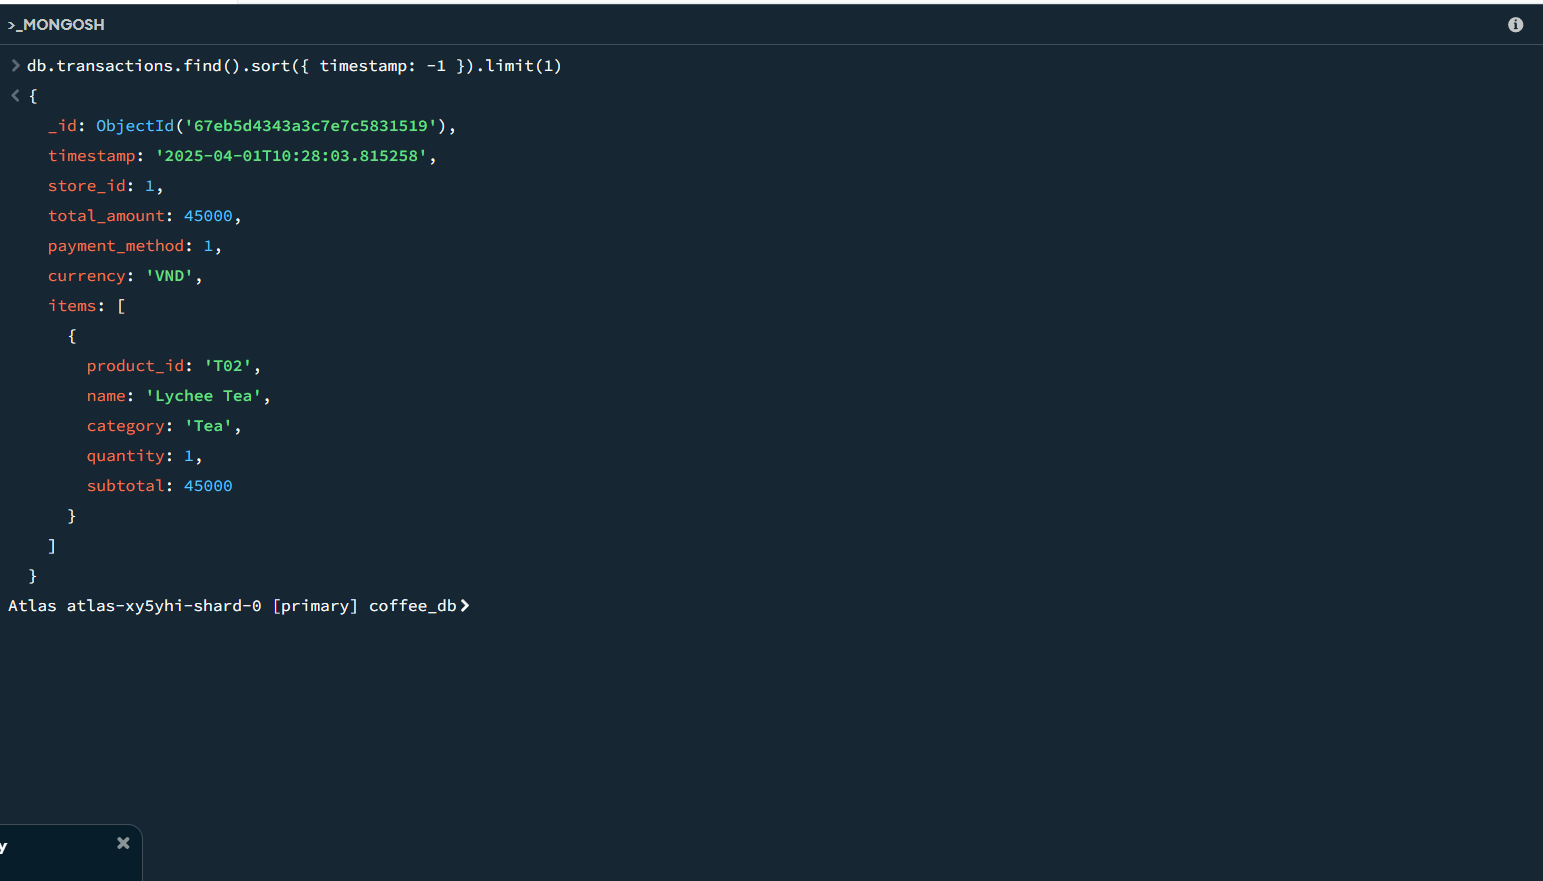 >_MONGOSH
> db.transactions.find().sort({ timestamp: -1 }).limit(1)
< {
_id: ObjectId('67eb5d4343a3c7e7c5831519'),
timestamp: '2025-04-01T10:28:03.815258',
store_id: 1,
total_amount: 45000,
payment_method: 1,
currency: 'VND',
items: [
{
product_id: 'T02',
name: 'Lychee Tea',
category: 'Tea',
quantity: 1,
subtotal: 45000
}
]
}
Atlas atlas-xy5yhi-shard-0 [primary] coffee_db>
y